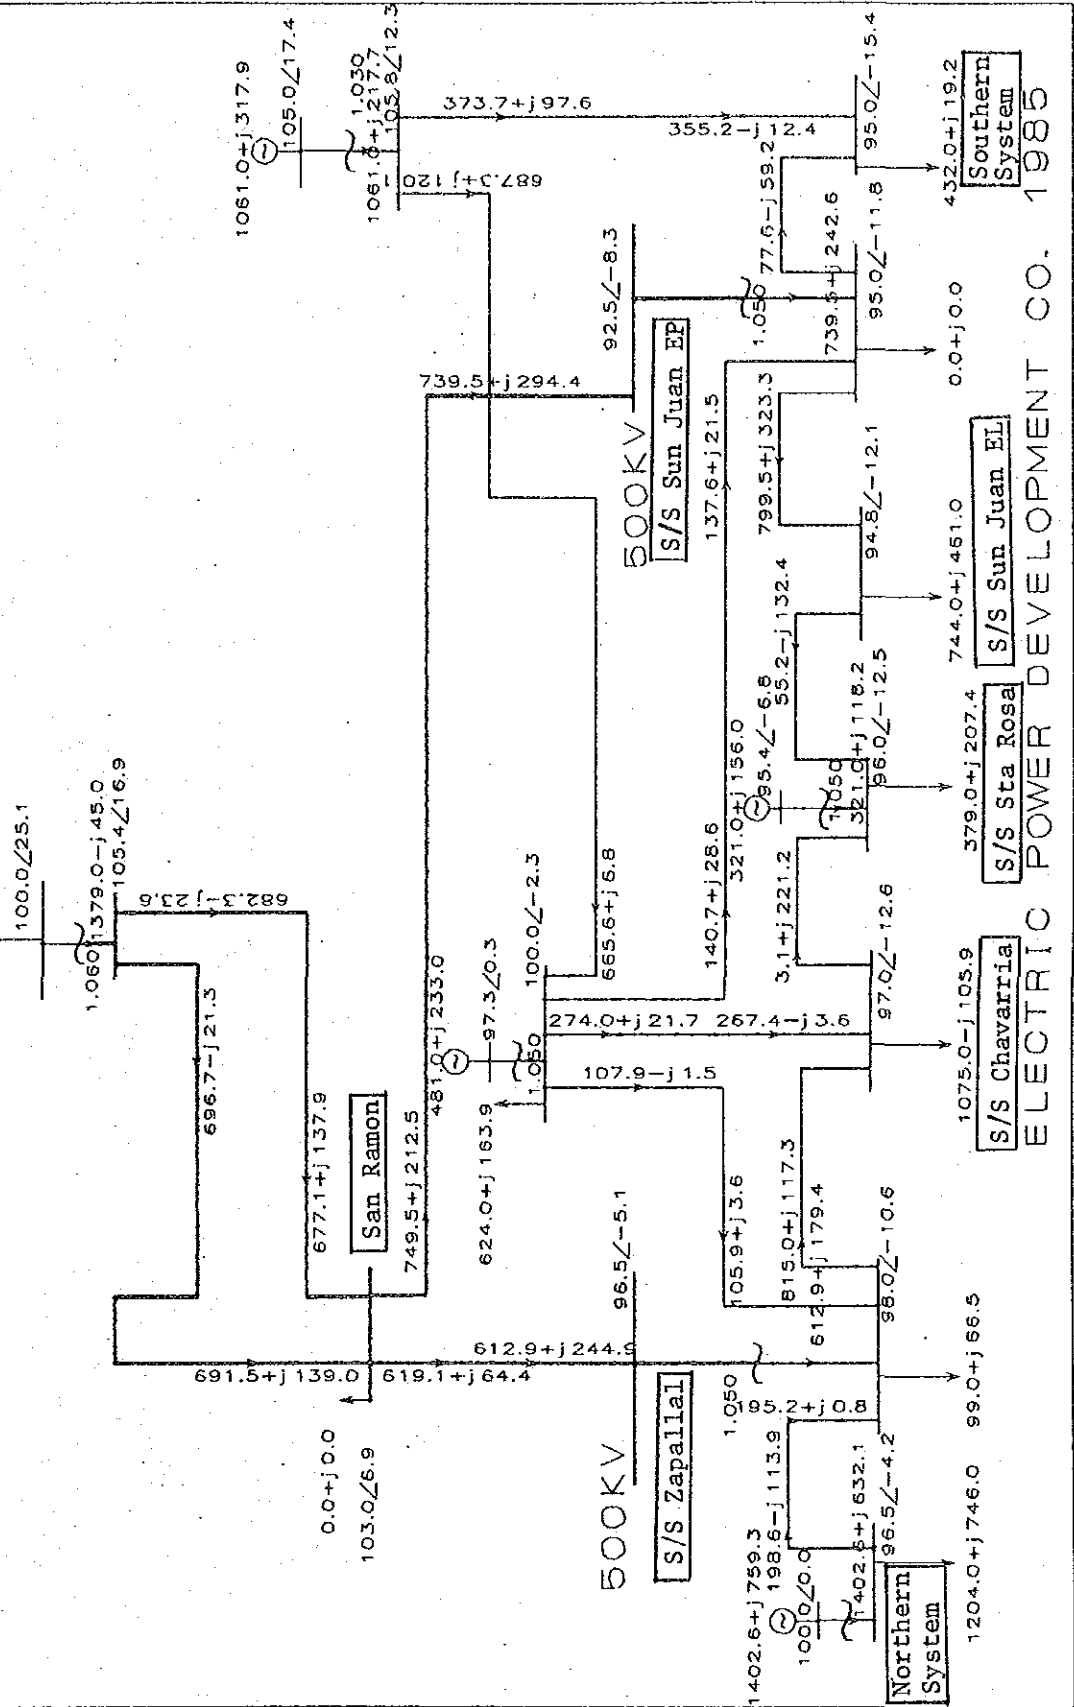 100.0∠25.1
1.060
1379.0-j45.0
105.4∠16.9
682.3-j23.6
696.7-j21.3
677.1+j137.9
San Ramon
691.5+j139.0
0.0+j0.0
103.0∠6.9
619.1+j64.4
749.5+j212.5
739.5+j294.4
612.9+j244.9
1061.0+j317.9
105.0∠17.4
1.030
1061.0+j217.7
105.8∠12.3
373.7+j97.6
687.3+j120.1
355.2-j12.4
95.0∠-15.4
432.0+j19.2
Southern
System
92.5∠-8.3
500KV
S/S Sun Juan EP
1.050
739.5+j242.6
77.6-j59.2
95.0∠-11.8
0.0+j0.0
137.6+j21.5
799.5+j323.3
94.8∠-12.1
744.0+j461.0
S/S Sun Juan EL
55.2-j132.4
95.4∠-6.8
1.050
321.0+j118.2
96.0∠-12.5
379.0+j207.4
S/S Sta Rosa
321.0+j156.0
140.7+j28.6
3.1+j221.2
665.6+j6.8
100.0∠-2.3
97.3∠0.3
481.0+j233.0
1.050
624.0+j163.9
274.0+j21.7
267.4-j3.6
107.9-j1.5
105.9+j3.6
97.0∠-12.6
1075.0-j105.9
S/S Chavarria
815.0+j117.3
612.9+j179.4
98.0∠-10.6
99.0+j66.5
96.5∠-5.1
500KV
S/S Zapallal
1.050
195.2+j0.8
198.6-j113.9
1402.6+j759.3
100.0∠0.0
1402.6+j632.1
96.5∠-4.2
1204.0+j746.0
Northern
System
ELECTRIC POWER DEVELOPMENT CO. 1985